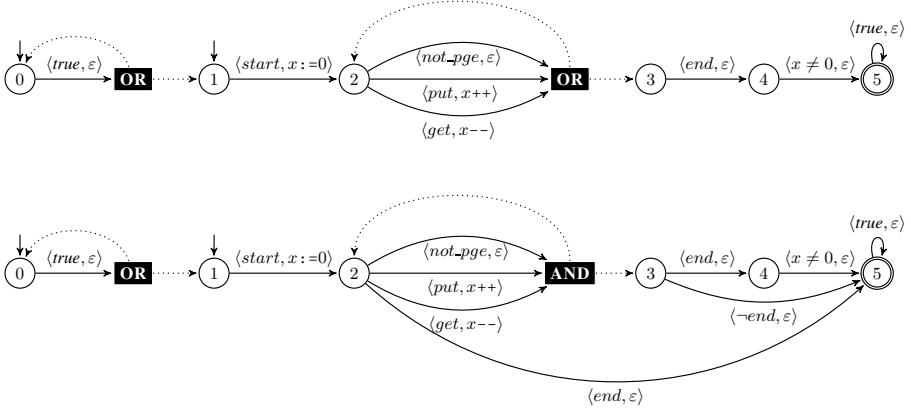 ⟨true, ε⟩
⟨true, ε⟩ ⟨start, x:=0⟩ ⟨not_pge, ε⟩ ⟨end, ε⟩ ⟨x ≠ 0, ε⟩
0 OR 1 2 OR 3 4 5
⟨put, x++⟩
⟨get, x--⟩
⟨true, ε⟩
⟨true, ε⟩ ⟨start, x:=0⟩ ⟨not_pge, ε⟩ ⟨end, ε⟩ ⟨x ≠ 0, ε⟩
0 OR 1 2 AND 3 4 5
⟨put, x++⟩
⟨get, x--⟩ ⟨¬end, ε⟩
⟨end, ε⟩